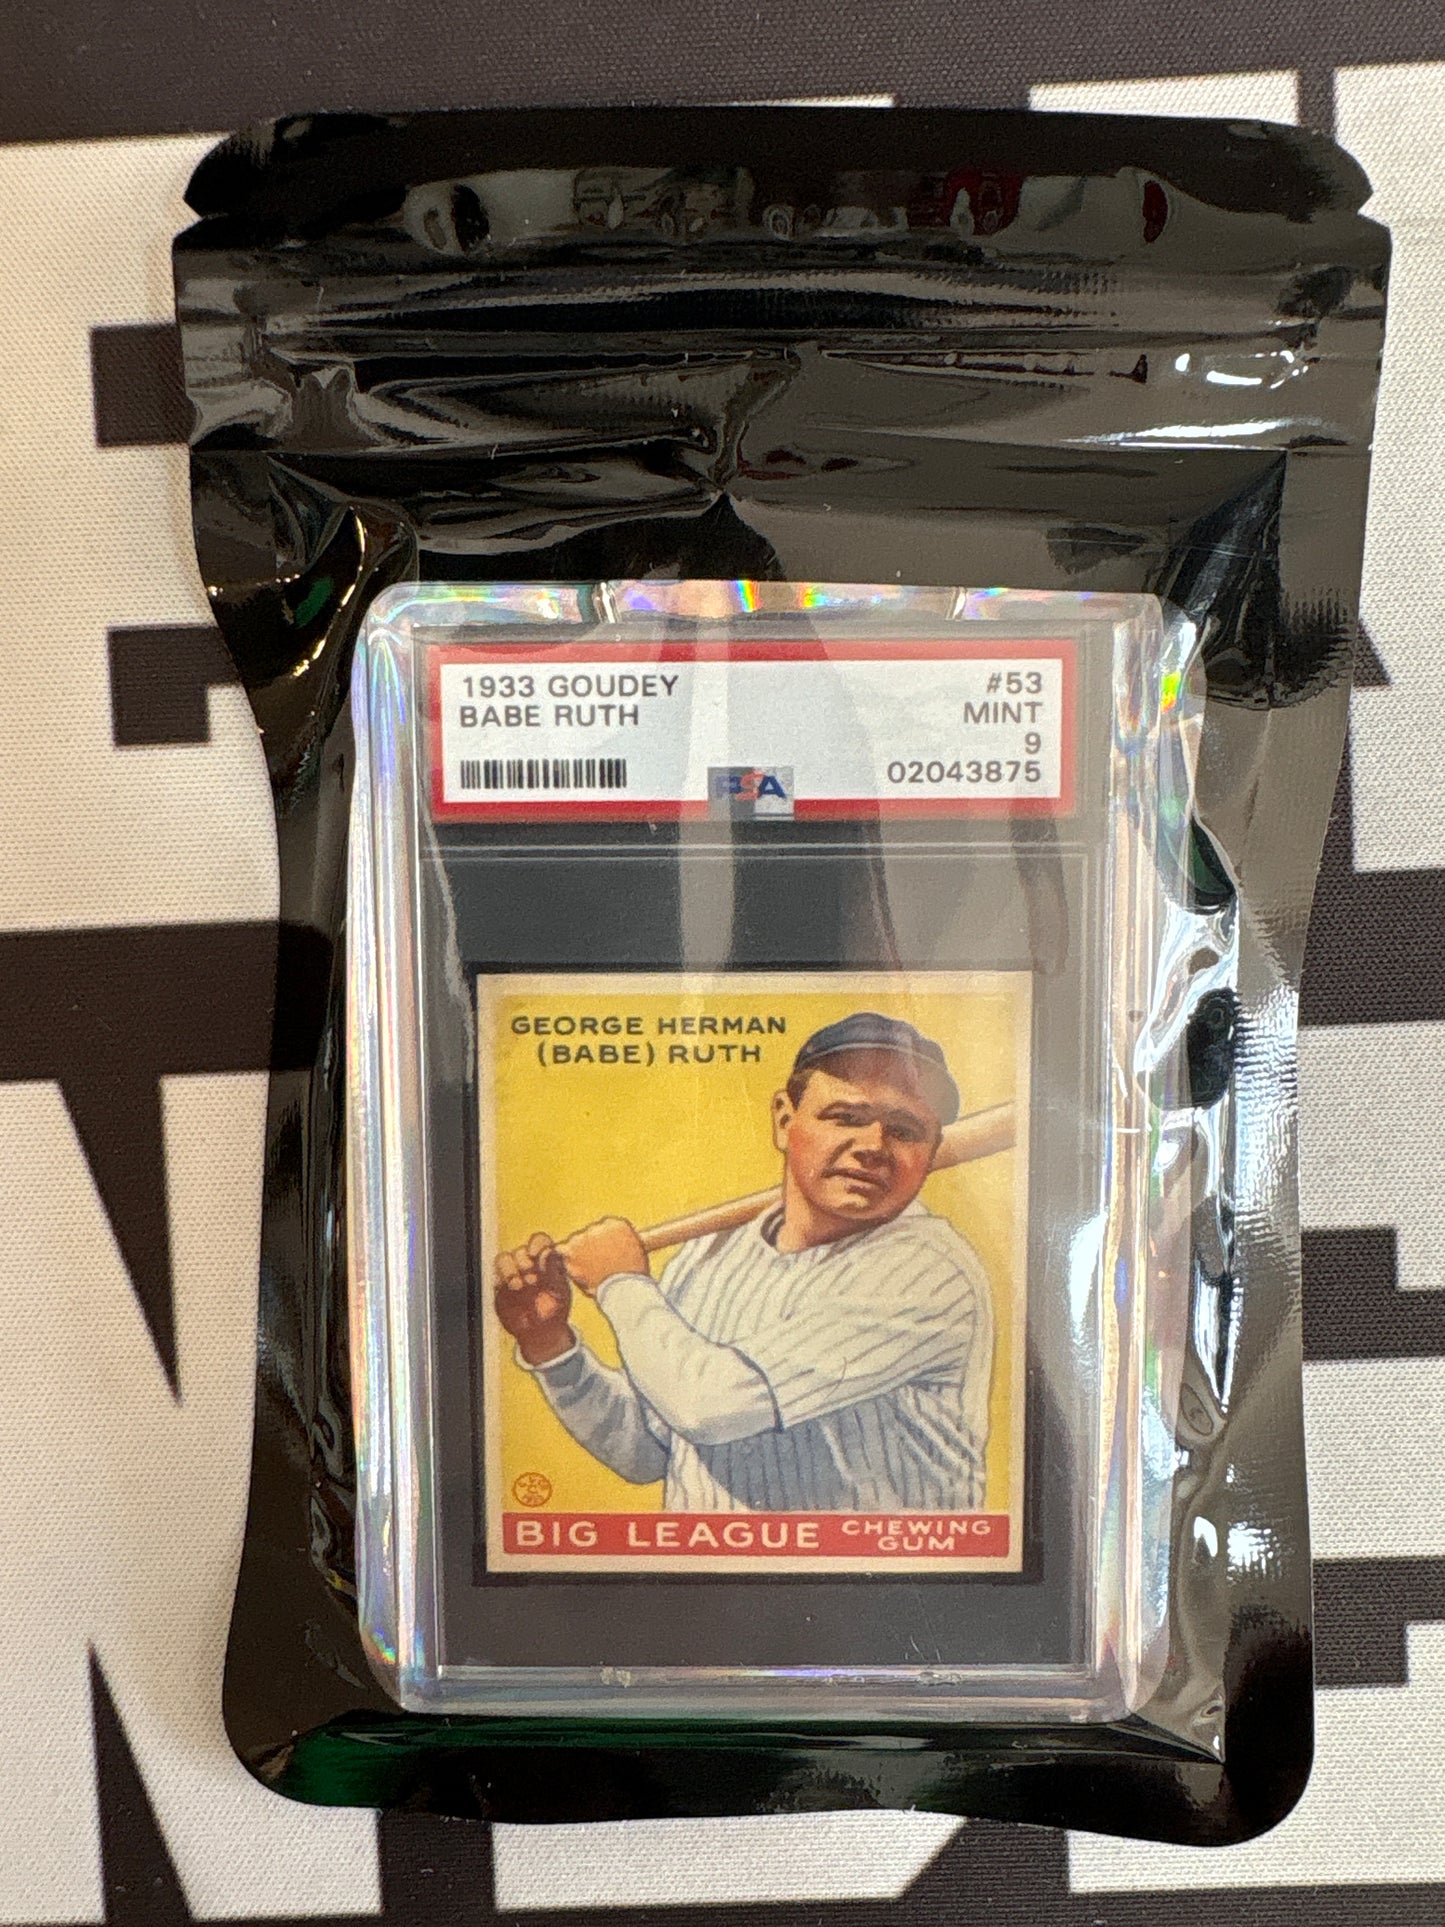 1933 GOUDEY #53
BABE RUTH MINT
9
PSA 02043875
GEORGE HERMAN
(BABE) RUTH
BIG LEAGUE CHEWING
GUM